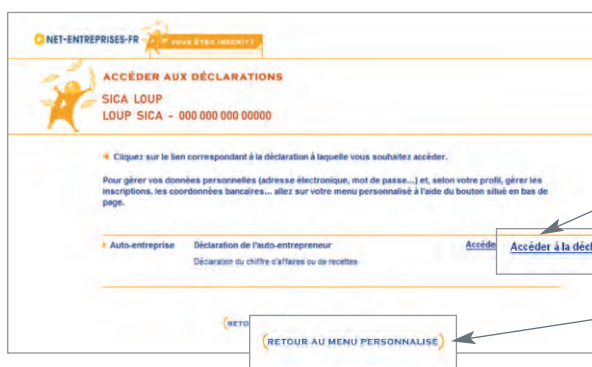 NET-ENTREPRISES-FR
VOUS ÊTES INSCRIT !
ACCÉDER AUX DÉCLARATIONS
SICA LOUP
LOUP SICA - 000 000 000 00000
Cliquez sur le lien correspondant à la déclaration à laquelle vous souhaitez accéder.
Pour gérer vos données personnelles (adresse électronique, mot de passe...) et, selon votre profil, gérer les
inscriptions, les coordonnées bancaires... allez sur votre menu personnalisé à l'aide du bouton situé en bas de
page.
Auto-entreprise Déclaration de l'auto-entrepreneur Accéde Accéder à la décl
Déclaration du chiffre d'affaires ou de recettes
(RETO
(RETOUR AU MENU PERSONNALISÉ)